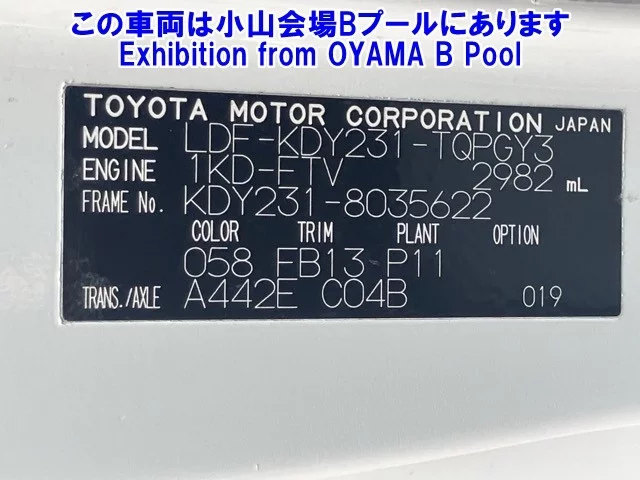 この車両は小山会場Bプールにあります
Exhibition from OYAMA B Pool
TOYOTA MOTOR CORPORATION JAPAN
MODEL LDF-KDY231-TQPGY3
ENGINE 1KD-FTV 2982 mL
FRAME No. KDY231-8035622
COLOR TRIM PLANT OPTION
058 FB13 P11
TRANS./AXLE A442E C04B 019